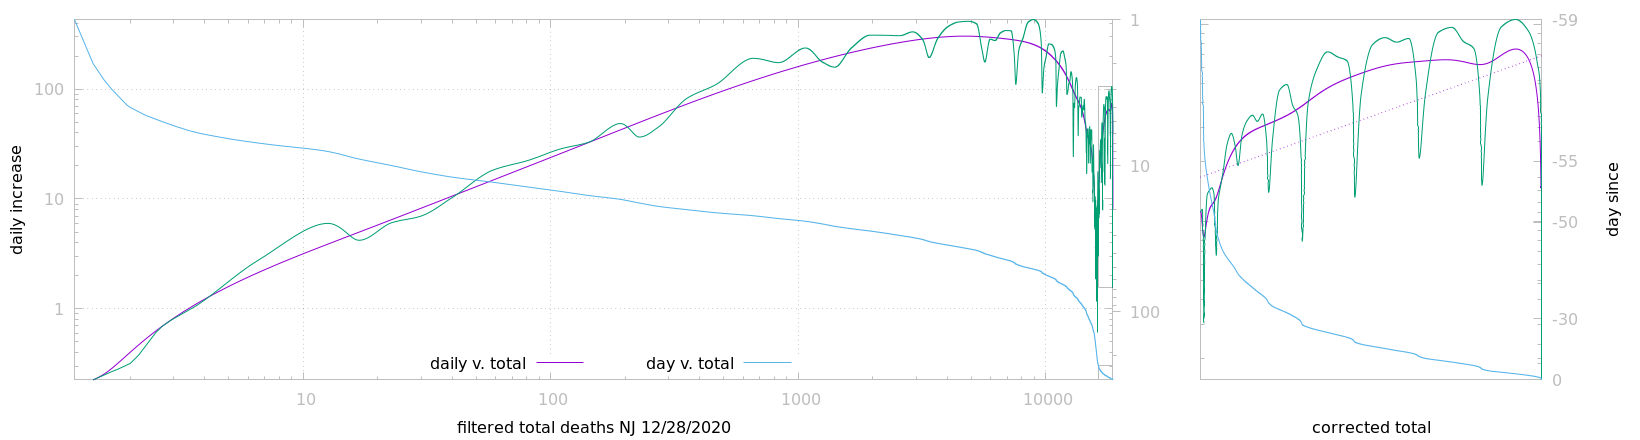 daily increase
100
10
1
daily v. total
day v. total
10
100
1000
10000
filtered total deaths NJ 12/28/2020
1
10
100
-59
-55
-50
-30
0
day since
corrected total